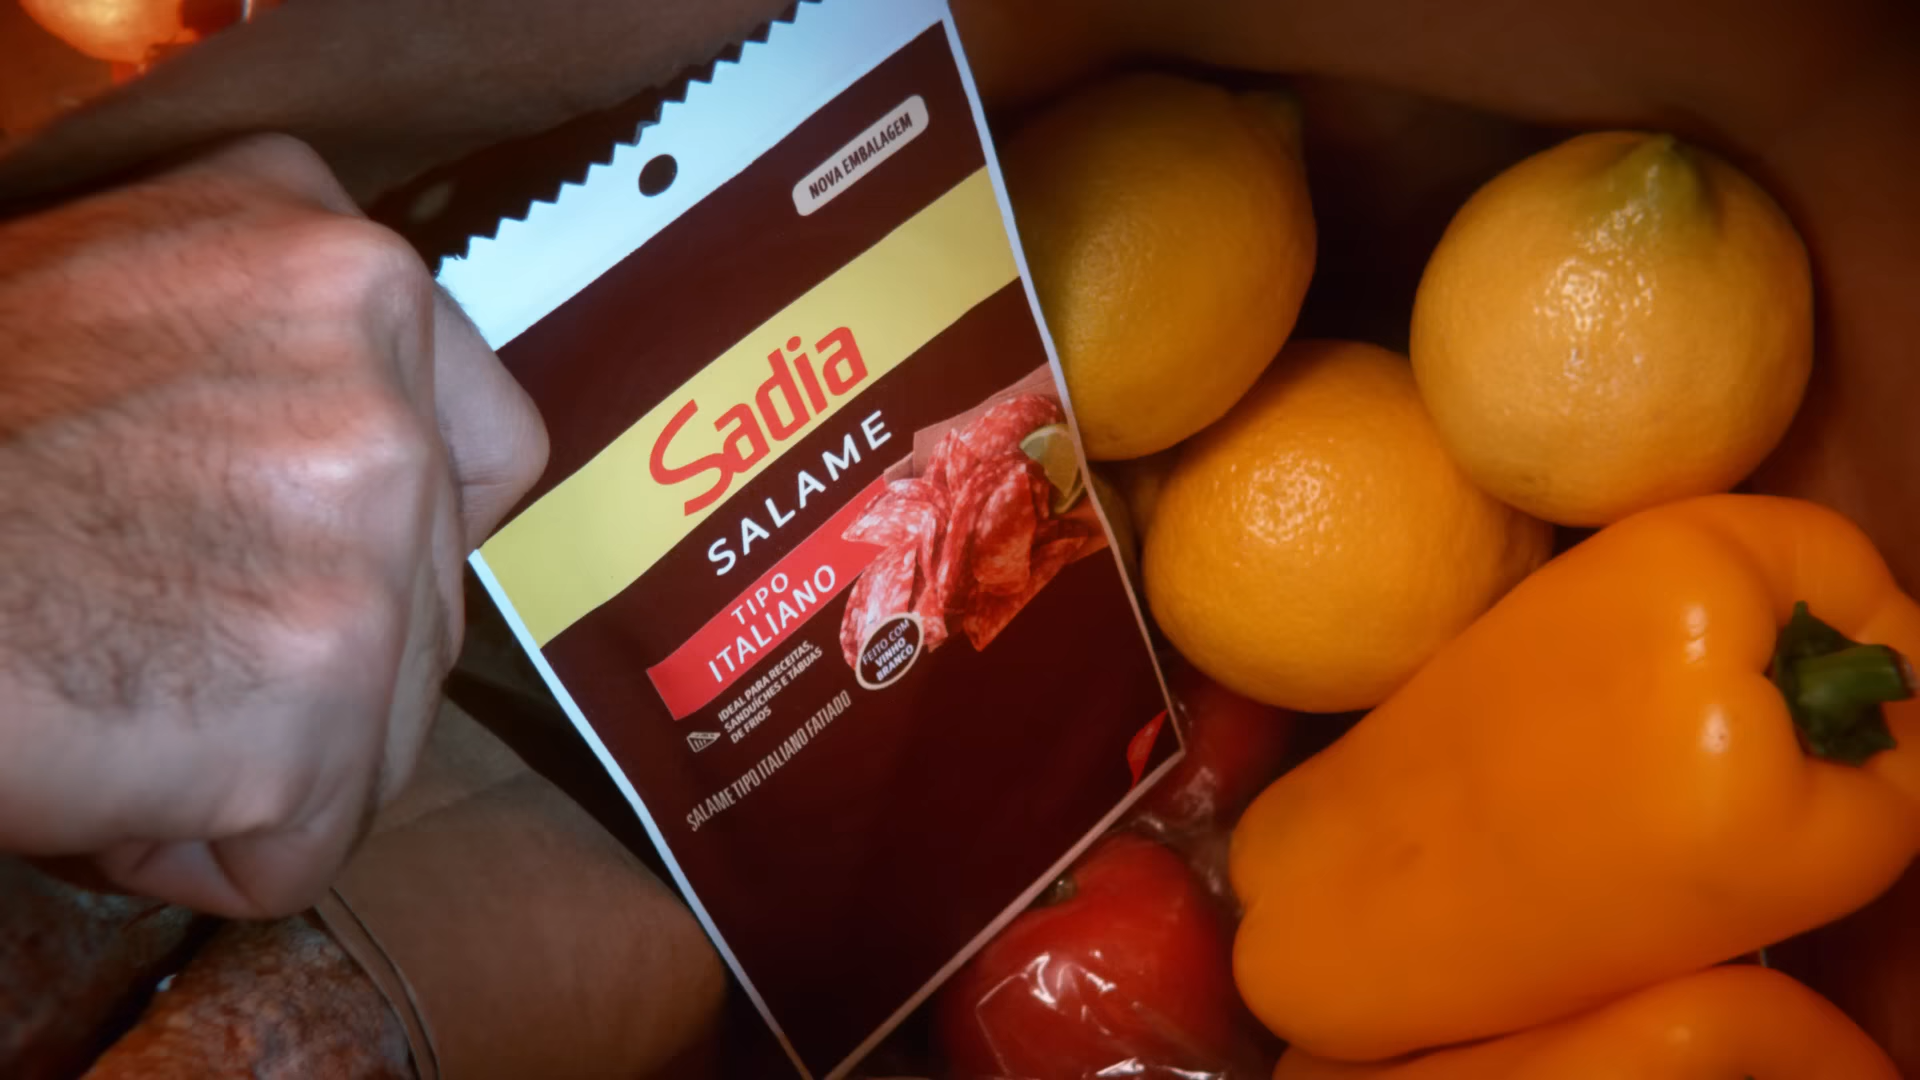 NOVA EMBALAGEM
Sadia
SALAME
TIPO
ITALIANO
IDEAL PARA RECEITAS,
SANDUÍCHES E TÁBUAS
DE FRIOS
FEITO COM
VINHO
BRANCO
SALAME TIPO ITALIANO FATIADO